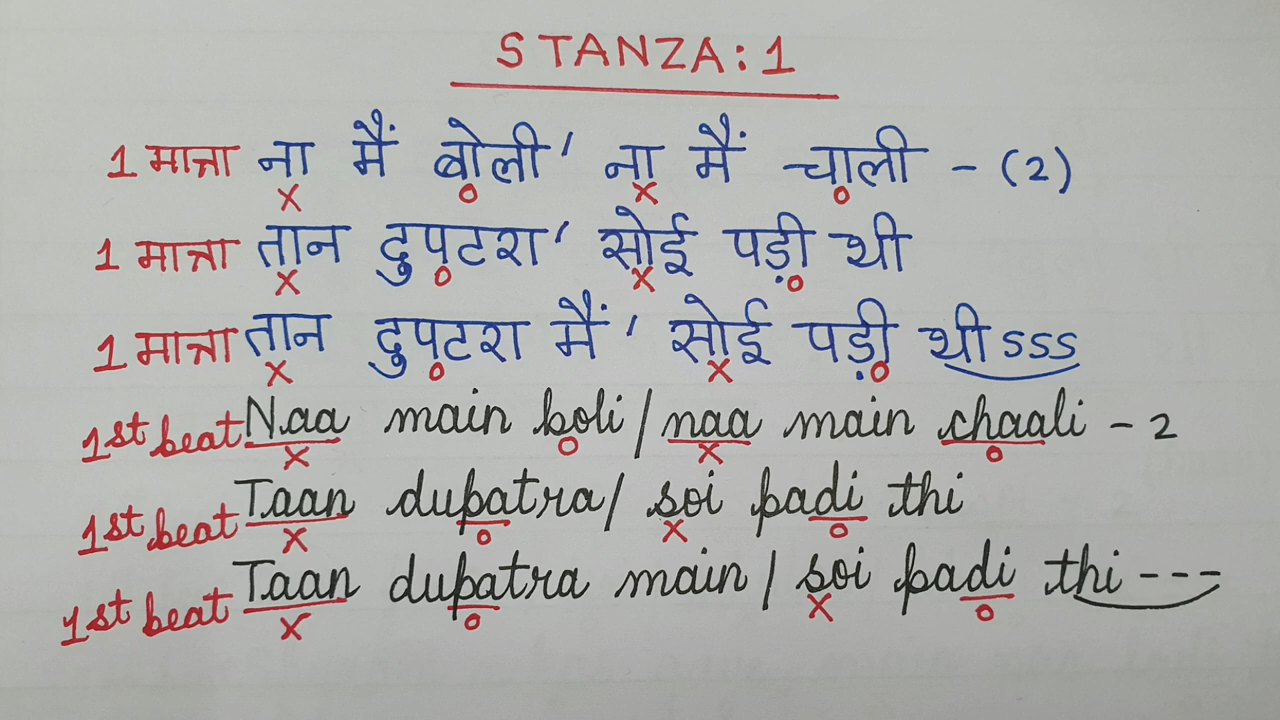 STANZA: 1
1 मात्रा ना मैं बोली' ना मैं चाली - (2)
x o x o
1 मात्रा तान दुपटरा' सोई पड़ी थी
x o x o
1 मात्रा तान दुपटरा मैं' सोई पड़ी थी sss
x o x o
1st beat Naa main boli / naa main chaali - 2
x o x o
1st beat Taan dupatra / soi padi thi
x o x o
1st beat Taan dupatra main / soi padi thi ---
x o x o